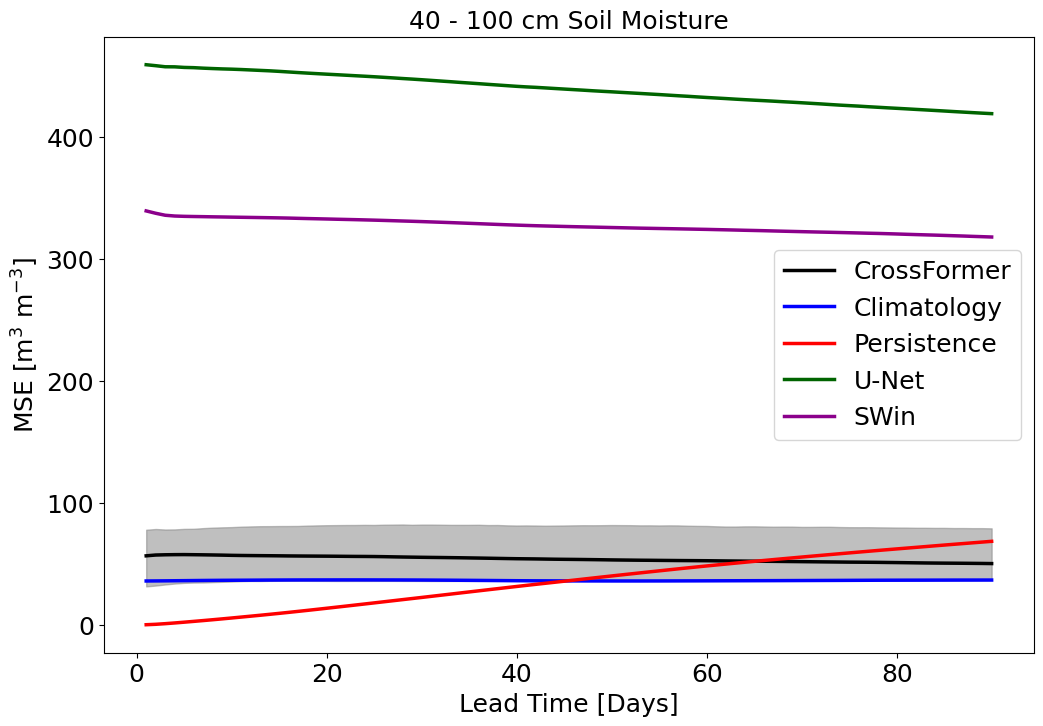 40 - 100 cm Soil Moisture
MSE [m³ m⁻³]
400
300
200
100
0
CrossFormer
Climatology
Persistence
U-Net
SWin
0 20 40 60 80
Lead Time [Days]